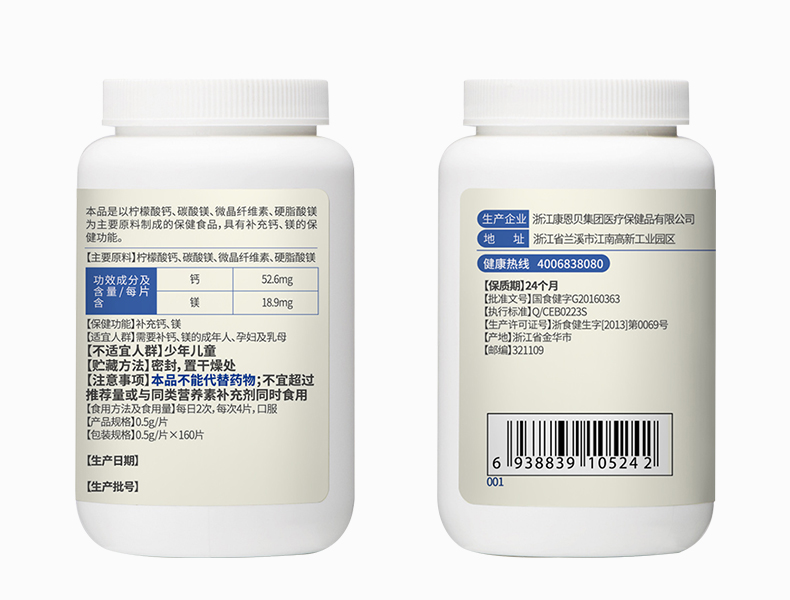 本品是以柠檬酸钙、碳酸镁、微晶纤维素、硬脂酸镁
为主要原料制成的保健食品，具有补充钙、镁的保
健功能。
【主要原料】柠檬酸钙、碳酸镁、微晶纤维素、硬脂酸镁
功效成分及
含量/每片
含
钙 52.6mg
镁 18.9mg
【保健功能】补充钙、镁
【适宜人群】需要补钙、镁的成年人、孕妇及乳母
【不适宜人群】少年儿童
【贮藏方法】密封，置干燥处
【注意事项】本品不能代替药物；不宜超过
推荐量或与同类营养素补充剂同时食用
【食用方法及食用量】每日2次，每次4片，口服
【产品规格】0.5g/片
【包装规格】0.5g/片×160片
【生产日期】
【生产批号】
生产企业 浙江康恩贝集团医疗保健品有限公司
地 址 浙江省兰溪市江南高新工业园区
健康热线 4006838080
【保质期】24个月
【批准文号】国食健字G20160363
【执行标准】Q/CEB0223S
【生产许可证号】浙食健生字[2013]第0069号
【产地】浙江省金华市
【邮编】321109
6 938839 105242
001